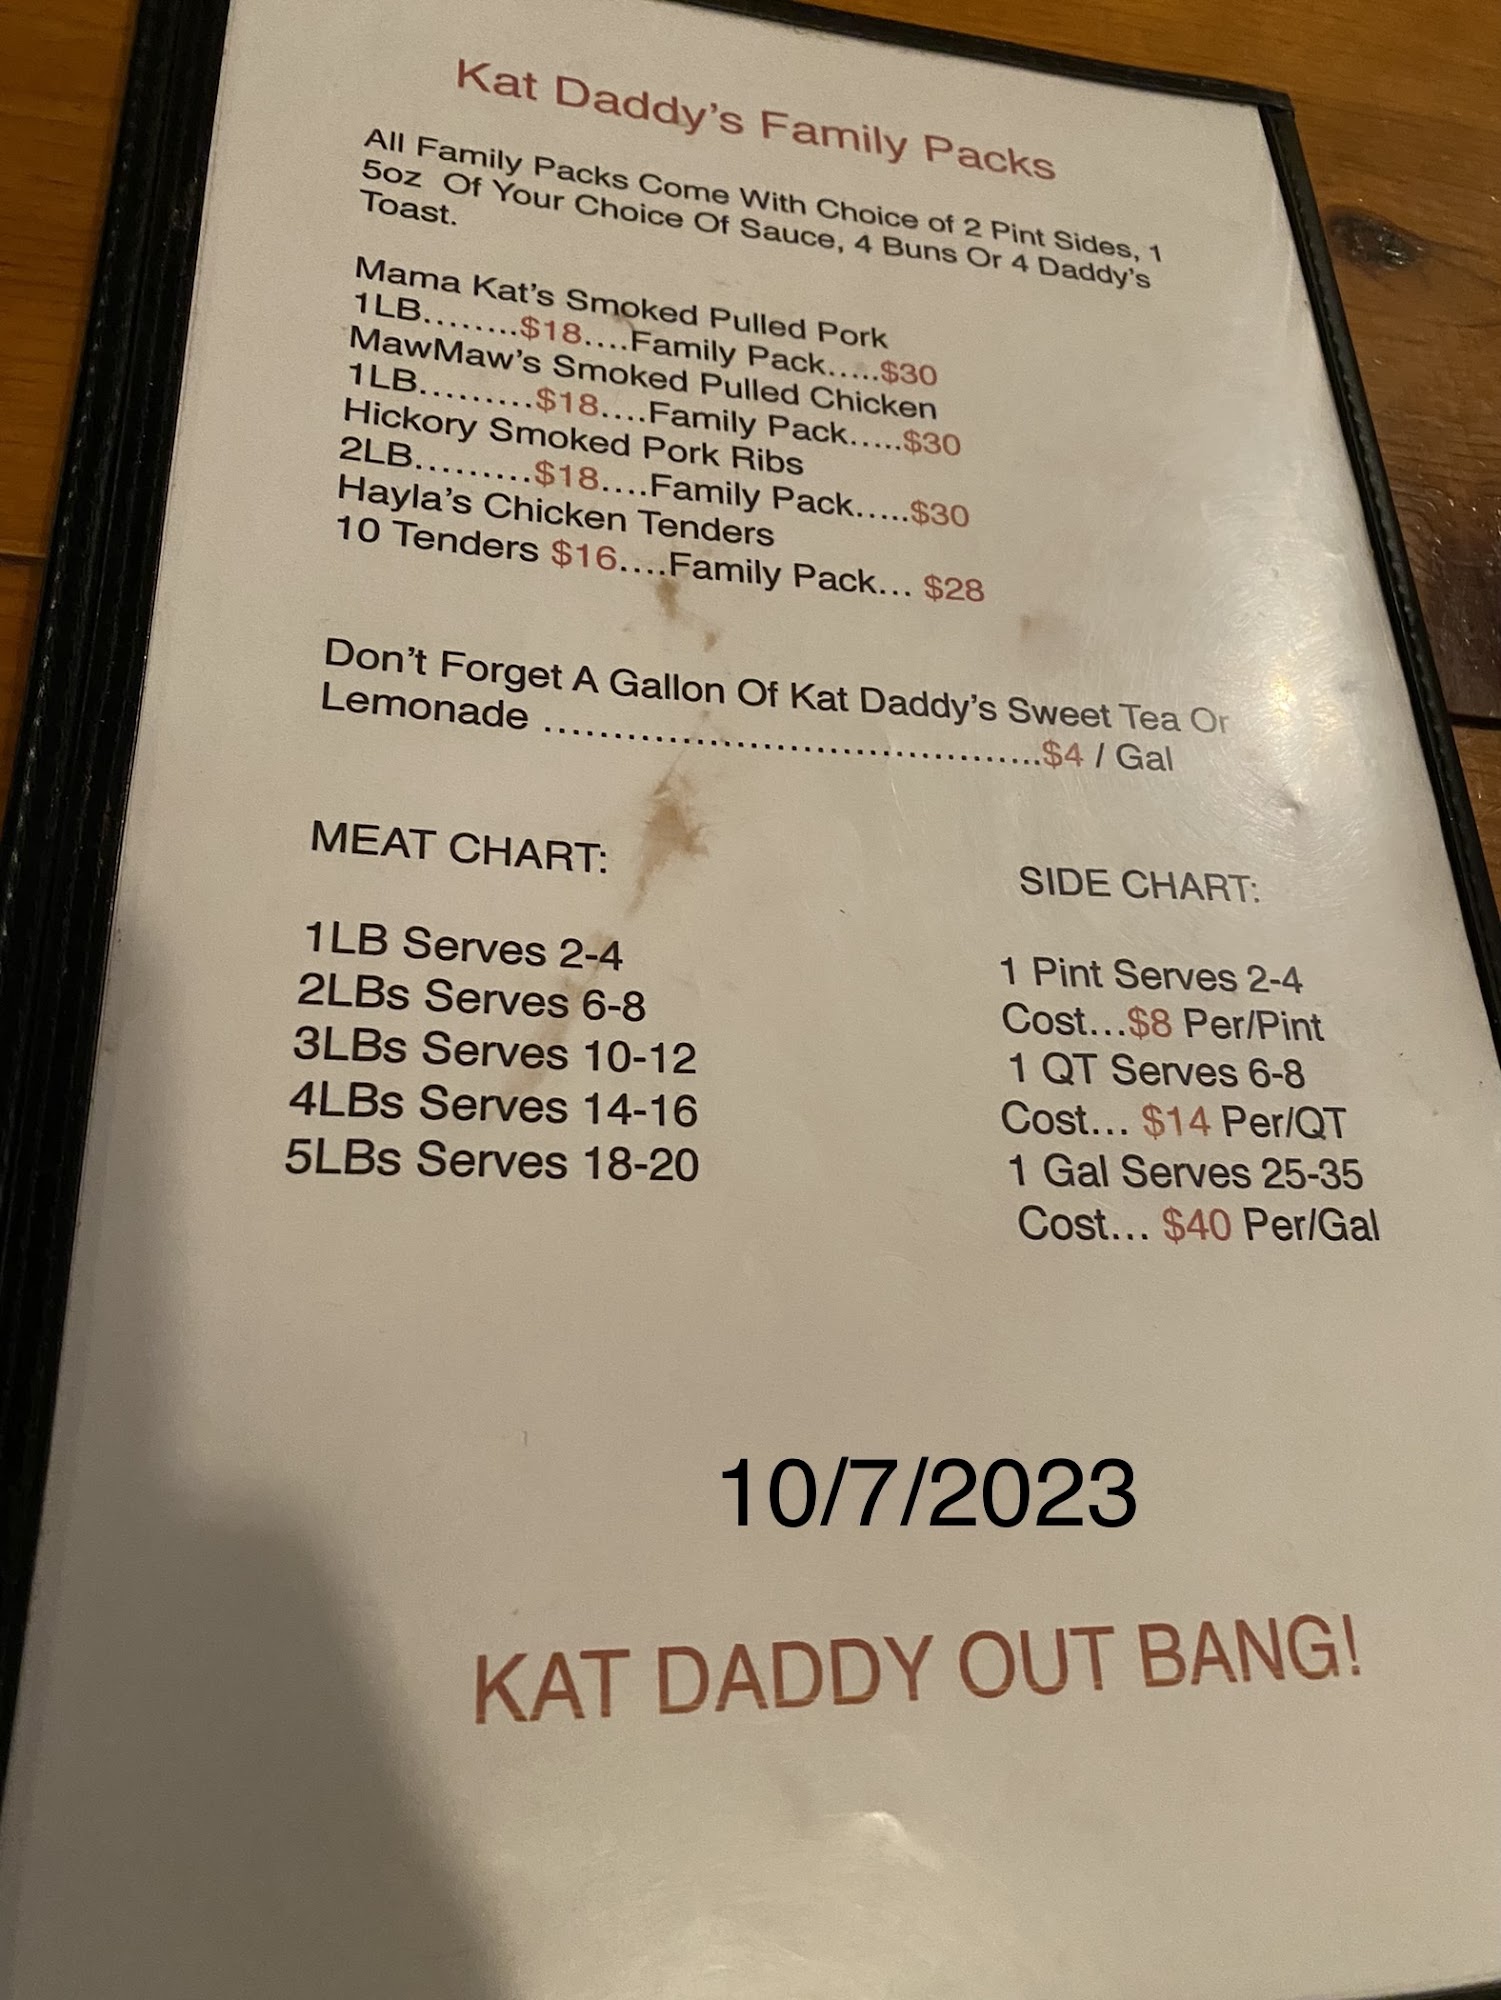 Kat Daddy's Family Packs
All Family Packs Come With Choice of 2 Pint Sides, 1
5oz Of Your Choice Of Sauce, 4 Buns Or 4 Daddy's
Toast.
Mama Kat's Smoked Pulled Pork
1LB........$18....Family Pack.....$30
MawMaw's Smoked Pulled Chicken
1LB.........$18....Family Pack.....$30
Hickory Smoked Pork Ribs
2LB.........$18....Family Pack.....$30
Hayla's Chicken Tenders
10 Tenders $16....Family Pack... $28
Don't Forget A Gallon Of Kat Daddy's Sweet Tea Or
Lemonade ....................................$4 / Gal
MEAT CHART:
1LB Serves 2-4
2LBs Serves 6-8
3LBs Serves 10-12
4LBs Serves 14-16
5LBs Serves 18-20
SIDE CHART:
1 Pint Serves 2-4
Cost...$8 Per/Pint
1 QT Serves 6-8
Cost... $14 Per/QT
1 Gal Serves 25-35
Cost... $40 Per/Gal
10/7/2023
KAT DADDY OUT BANG!